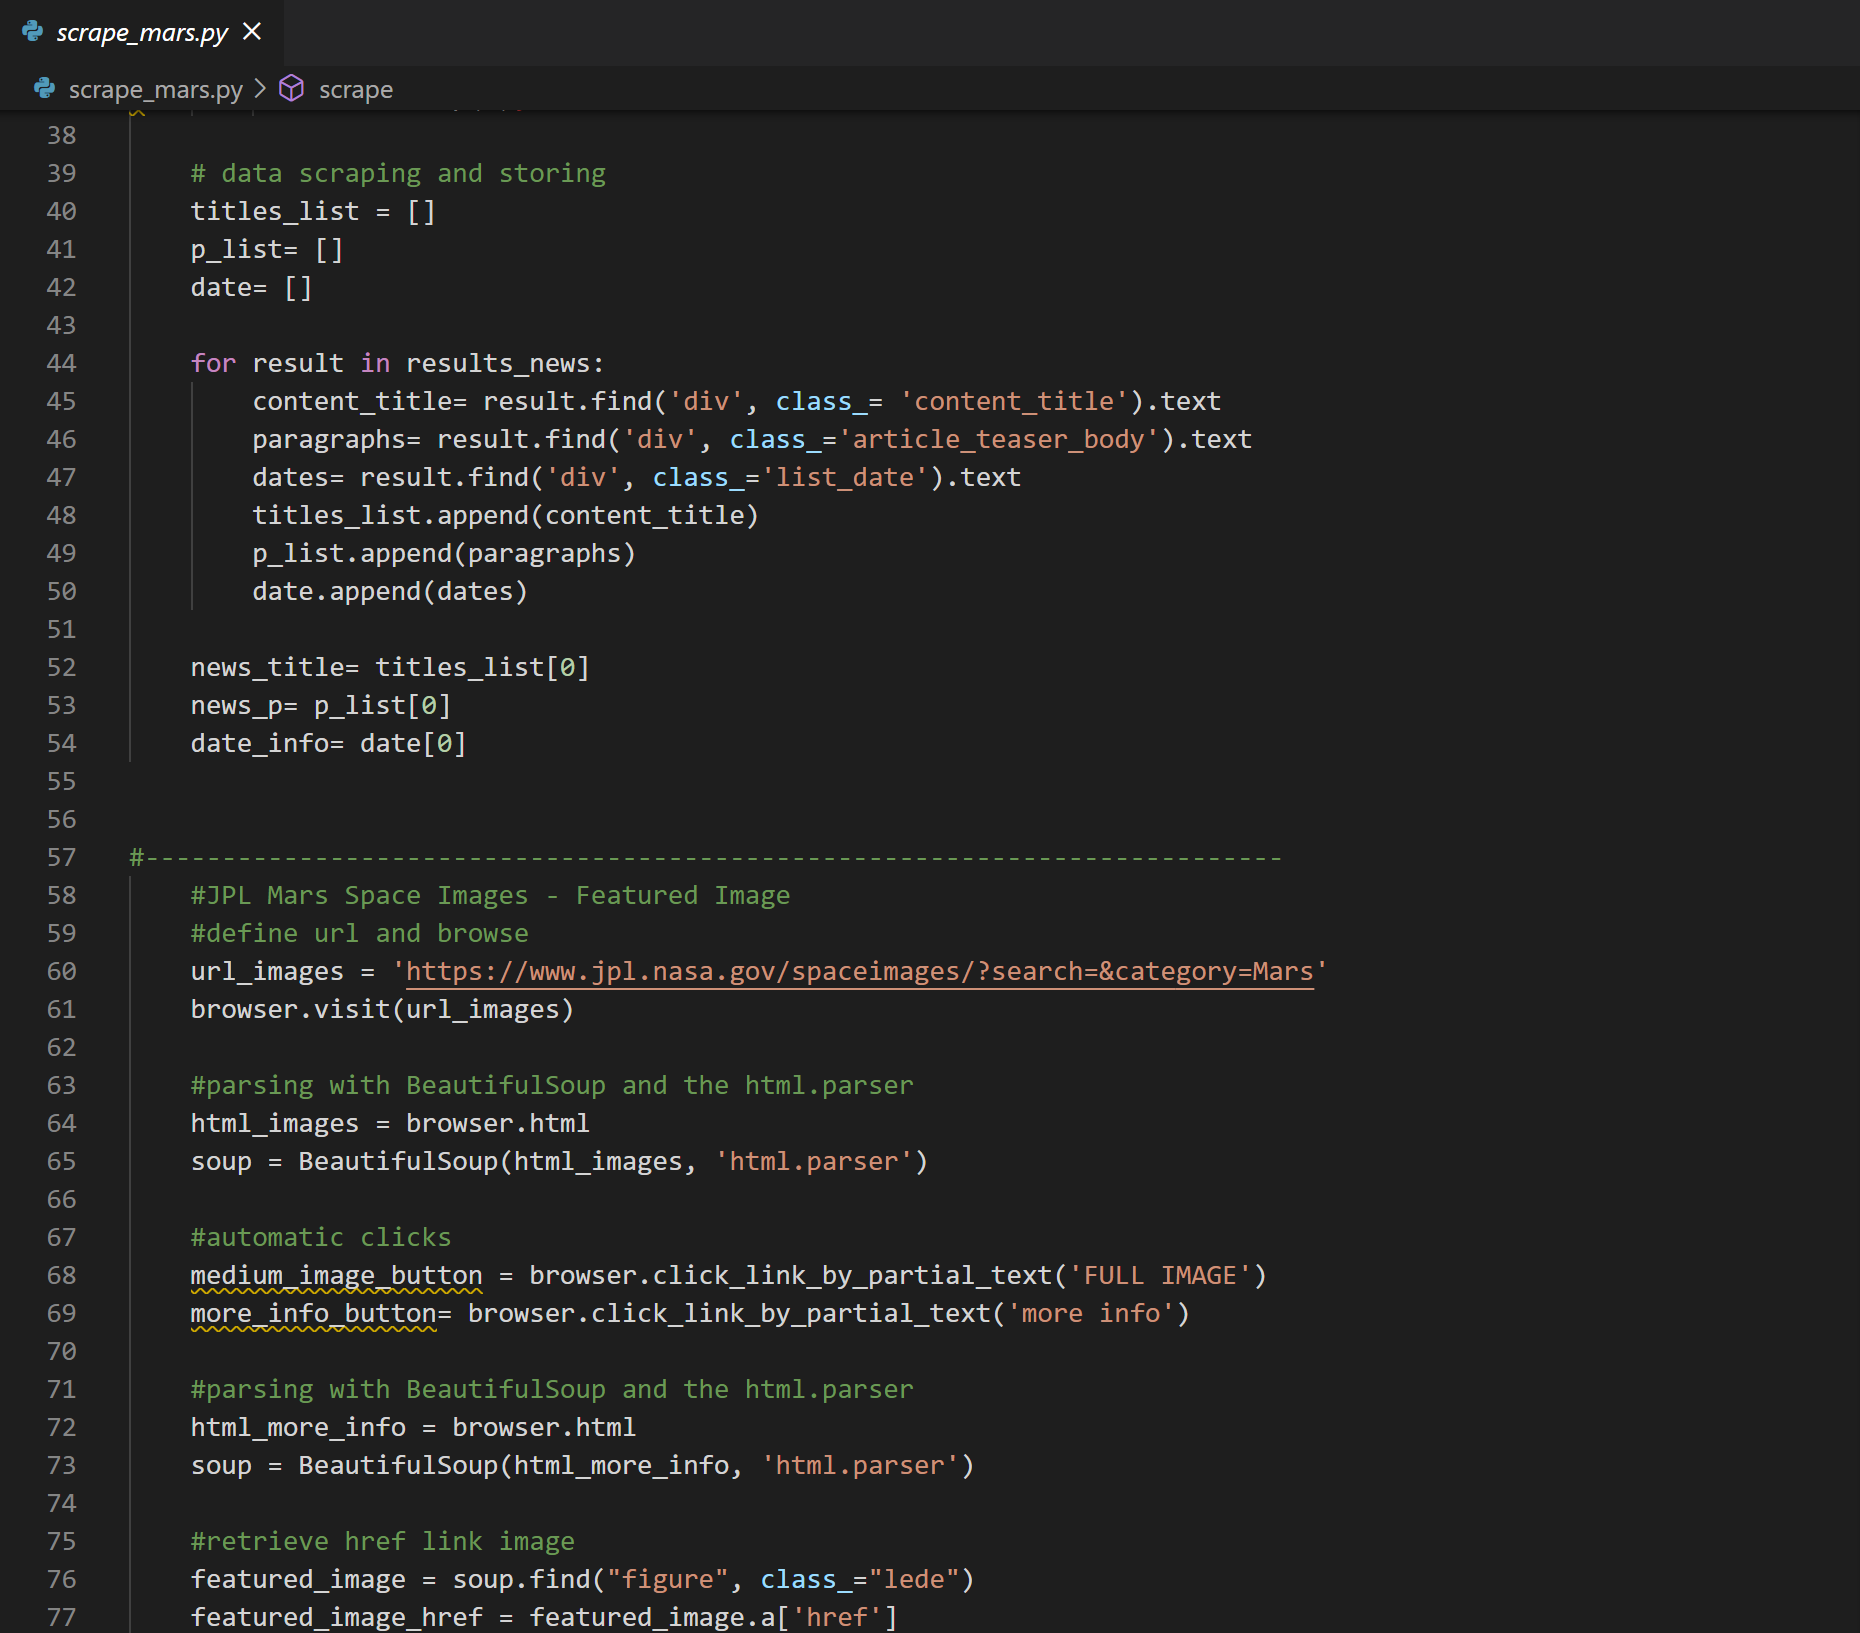 scrape_mars.py
scrape_mars.py > scrape
38
39 # data scraping and storing
40 titles_list = []
41 p_list= []
42 date= []
43
44 for result in results_news:
45 content_title= result.find('div', class_= 'content_title').text
46 paragraphs= result.find('div', class_='article_teaser_body').text
47 dates= result.find('div', class_='list_date').text
48 titles_list.append(content_title)
49 p_list.append(paragraphs)
50 date.append(dates)
51
52 news_title= titles_list[0]
53 news_p= p_list[0]
54 date_info= date[0]
55
56
57 #--------------------------------------------------------------------------
58 #JPL Mars Space Images - Featured Image
59 #define url and browse
60 url_images = 'https://www.jpl.nasa.gov/spaceimages/?search=&category=Mars'
61 browser.visit(url_images)
62
63 #parsing with BeautifulSoup and the html.parser
64 html_images = browser.html
65 soup = BeautifulSoup(html_images, 'html.parser')
66
67 #automatic clicks
68 medium_image_button = browser.click_link_by_partial_text('FULL IMAGE')
69 more_info_button= browser.click_link_by_partial_text('more info')
70
71 #parsing with BeautifulSoup and the html.parser
72 html_more_info = browser.html
73 soup = BeautifulSoup(html_more_info, 'html.parser')
74
75 #retrieve href link image
76 featured_image = soup.find("figure", class_="lede")
77 featured_image_href = featured_image.a['href']